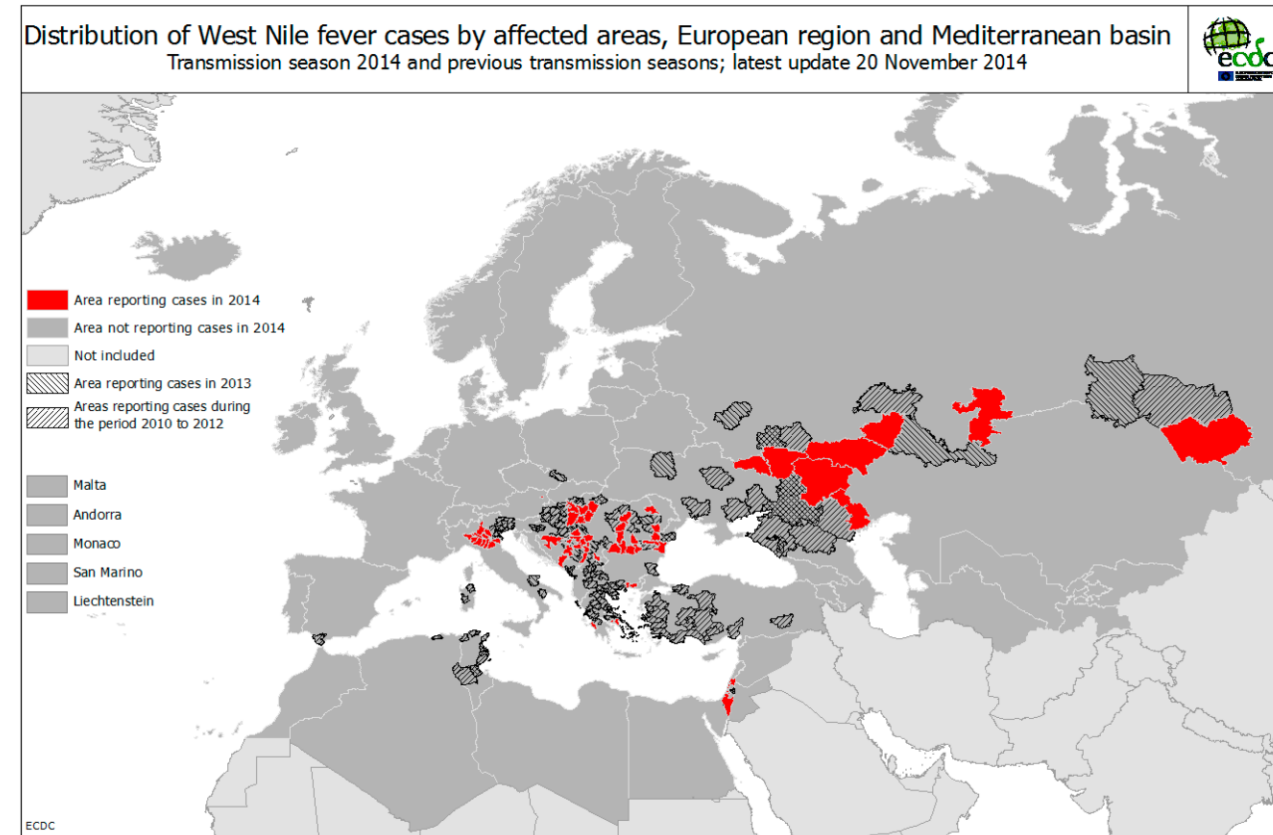 Distribution of West Nile fever cases by affected areas, European region and Mediterranean basin
Transmission season 2014 and previous transmission seasons; latest update 20 November 2014
ecdc
Area reporting cases in 2014
Area not reporting cases in 2014
Not included
Area reporting cases in 2013
Areas reporting cases during
the period 2010 to 2012
Malta
Andorra
Monaco
San Marino
Liechtenstein
ECDC